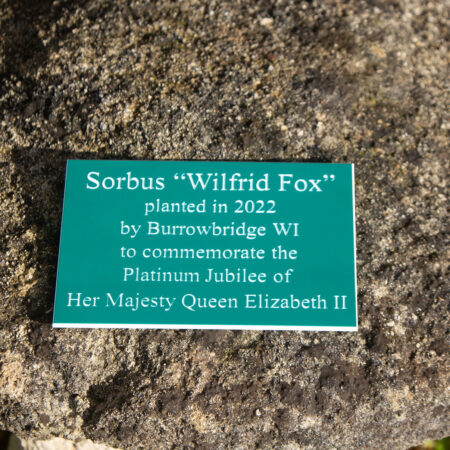 Sorbus “Wilfrid Fox”
planted in 2022
by Burrowbridge WI
to commemorate the
Platinum Jubilee of
Her Majesty Queen Elizabeth II